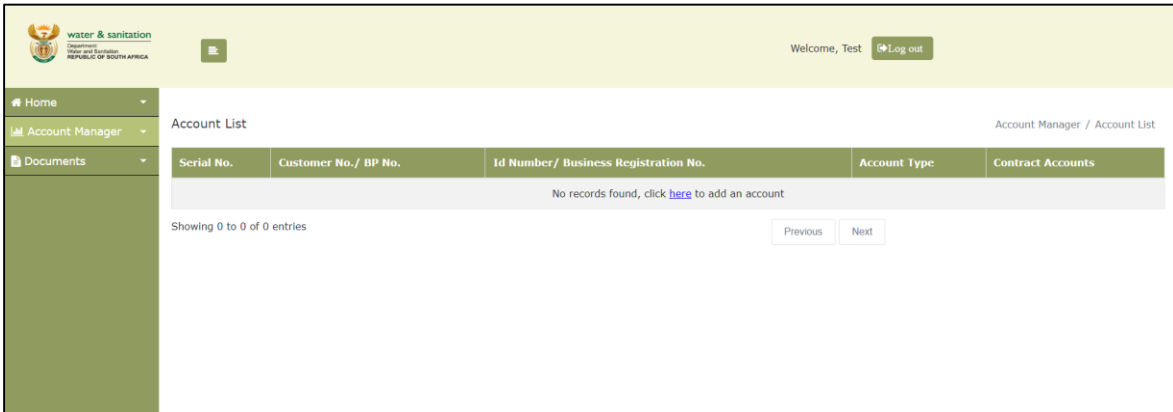 water & sanitation
Department:
Water and Sanitation
REPUBLIC OF SOUTH AFRICA
Welcome, Test Log out
Home
Account Manager
Documents
Account List
Account Manager / Account List
Serial No. Customer No./ BP No. Id Number/ Business Registration No. Account Type Contract Accounts
No records found, click here to add an account
Showing 0 to 0 of 0 entries
Previous Next